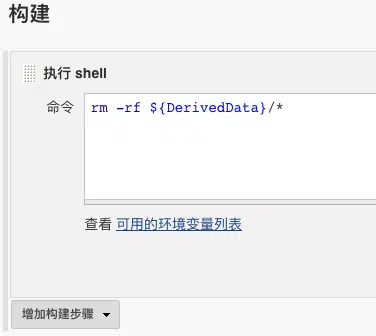 构建
执行 shell
命令
rm -rf ${DerivedData}/*
查看 可用的环境变量列表
增加构建步骤